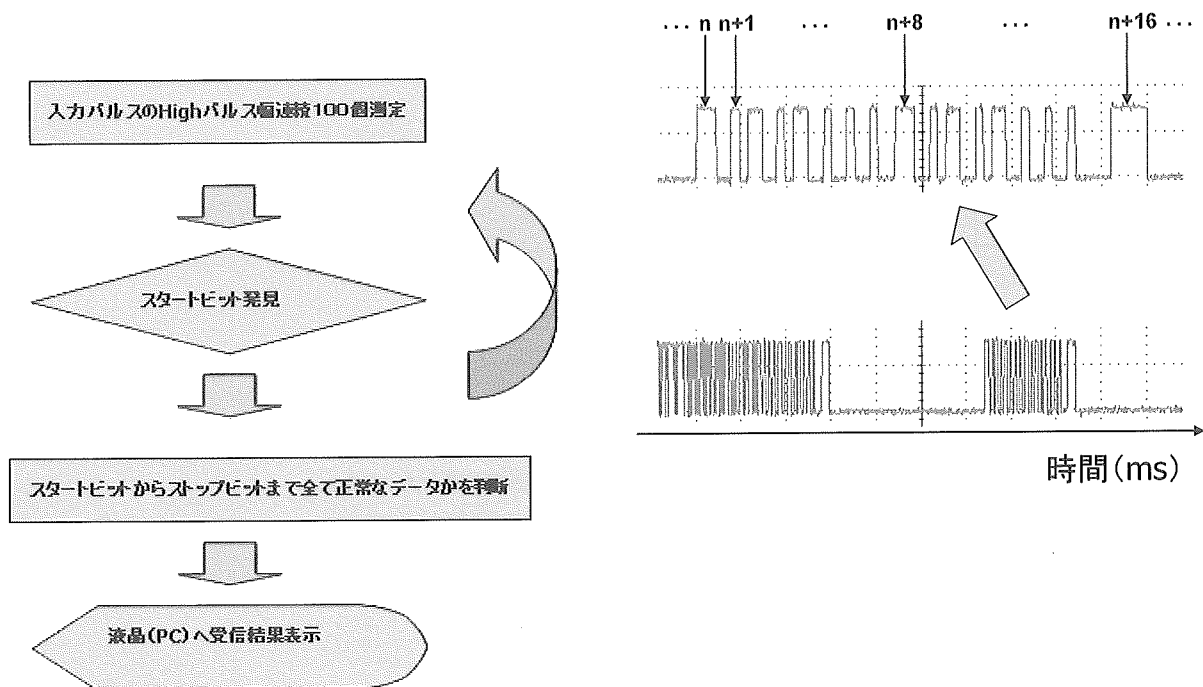 入力パルスのHighパルス幅連続100個測定
スタートビット発見
スタートビットからストップビットまで全て正常なデータかを判断
液晶(PC)へ受信結果表示
... n n+1 ... n+8 ... n+16 ...
時間(ms)